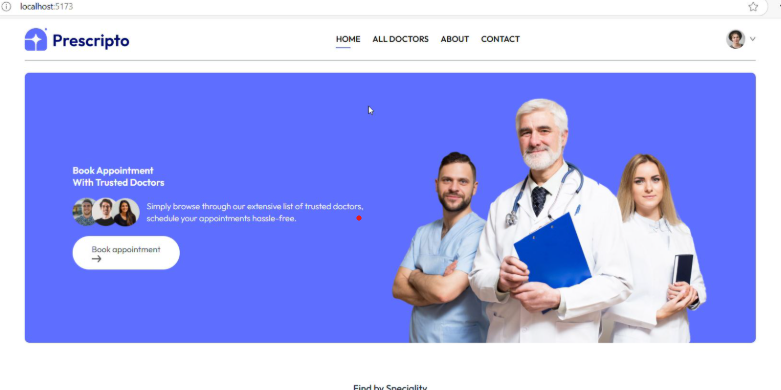 localhost:5173
Prescripto
HOME ALL DOCTORS ABOUT CONTACT
Book Appointment
With Trusted Doctors
Simply browse through our extensive list of trusted doctors,
schedule your appointments hassle-free.
Book appointment
Find by Speciality